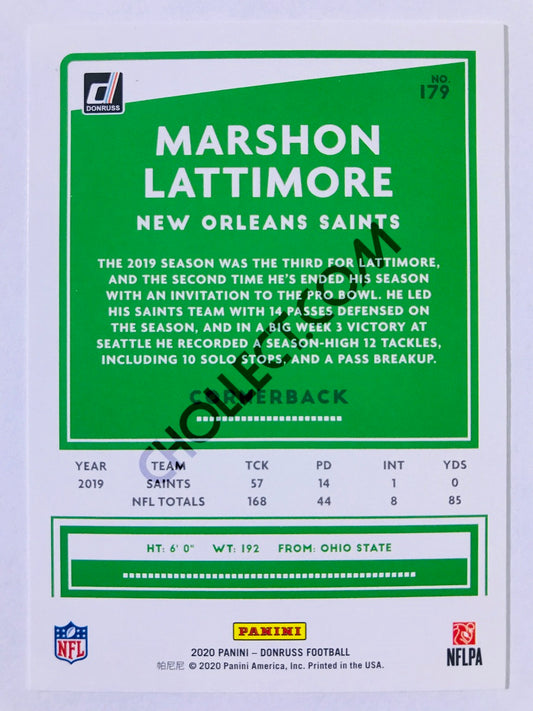 DONRUSS
NO.
179
MARSHON
LATTIMORE
NEW ORLEANS SAINTS
THE 2019 SEASON WAS THE THIRD FOR LATTIMORE,
AND THE SECOND TIME HE'S ENDED HIS SEASON
WITH AN INVITATION TO THE PRO BOWL. HE LED
HIS SAINTS TEAM WITH 14 PASSES DEFENSED ON
THE SEASON, AND IN A BIG WEEK 3 VICTORY AT
SEATTLE HE RECORDED A SEASON-HIGH 12 TACKLES,
INCLUDING 10 SOLO STOPS, AND A PASS BREAKUP.
CORNERBACK
CHOLLECT.COM
YEAR TEAM TCK PD INT YDS
2019 SAINTS 57 14 1 0
NFL TOTALS 168 44 8 85
HT: 6' 0" WT: 192 FROM: OHIO STATE
NFL
PANINI
NFLPA
2020 PANINI – DONRUSS FOOTBALL
帕尼尼 © 2020 Panini America, Inc. Printed in the USA.